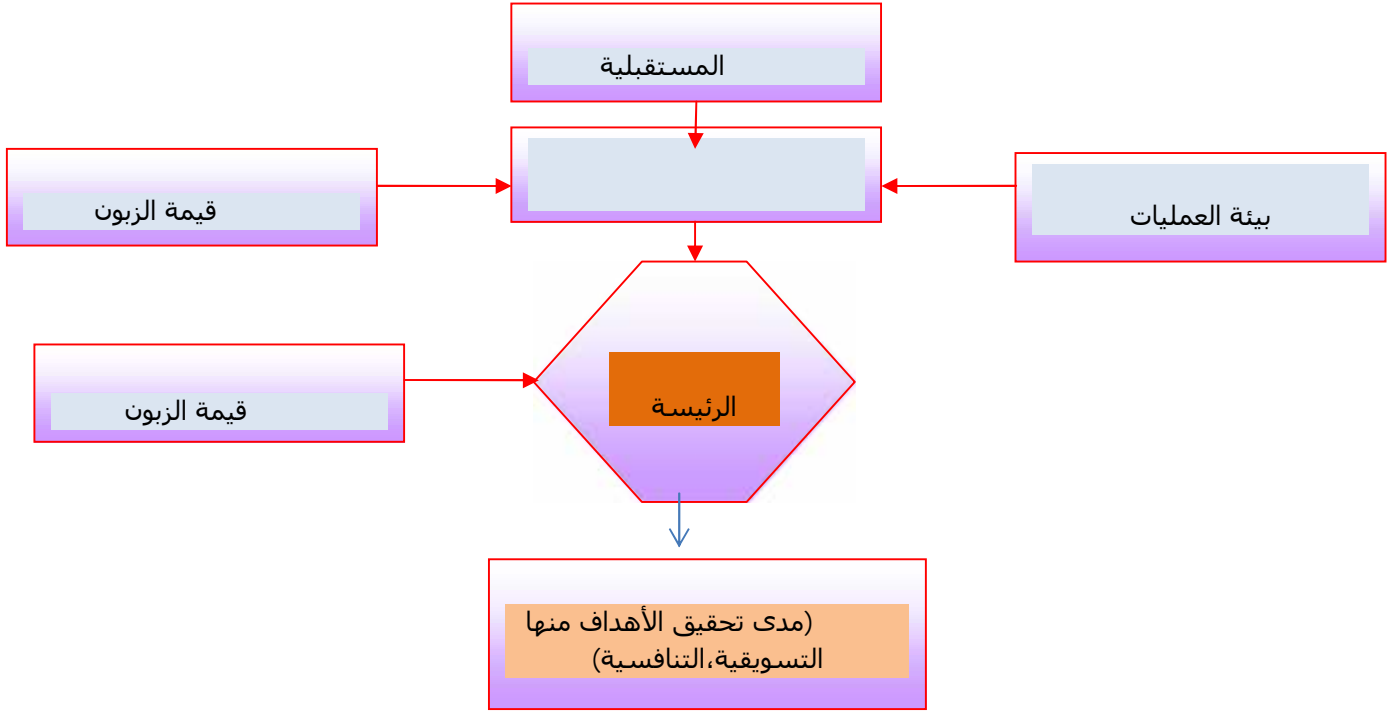 المستقبلية
قيمة الزبون
بيئة العمليات
قيمة الزبون
الرئيسة
(مدى تحقيق الأهداف منها
التسويقية،التنافسية)